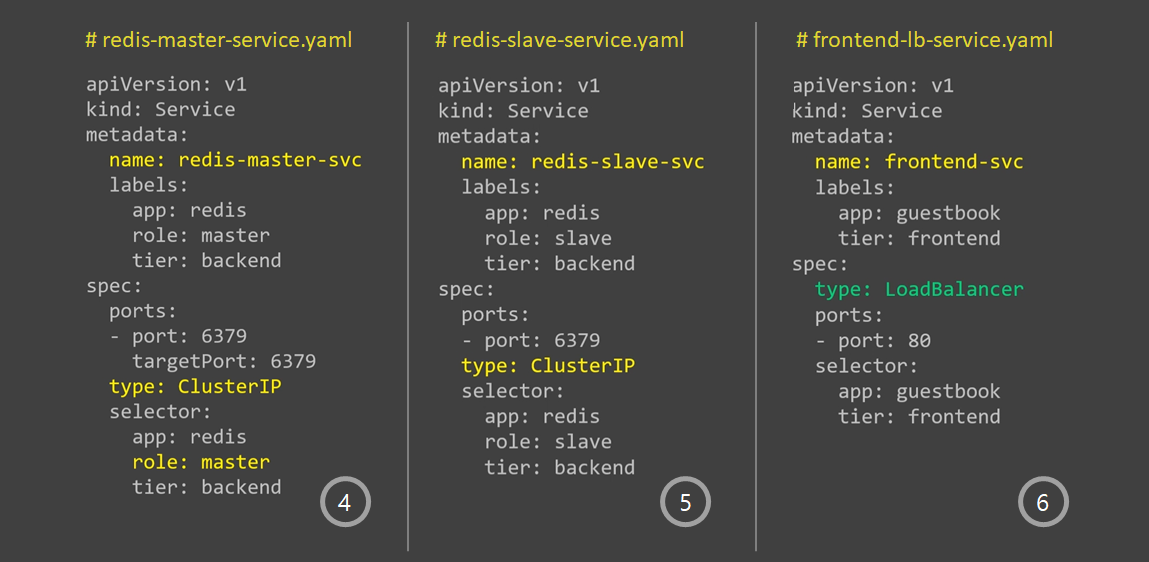 # redis-master-service.yaml
apiVersion: v1
kind: Service
metadata:
  name: redis-master-svc
  labels:
    app: redis
    role: master
    tier: backend
spec:
  ports:
  - port: 6379
    targetPort: 6379
  type: ClusterIP
  selector:
    app: redis
    role: master
    tier: backend
4
# redis-slave-service.yaml
apiVersion: v1
kind: Service
metadata:
  name: redis-slave-svc
  labels:
    app: redis
    role: slave
    tier: backend
spec:
  ports:
  - port: 6379
  type: ClusterIP
  selector:
    app: redis
    role: slave
    tier: backend
5
# frontend-lb-service.yaml
apiVersion: v1
kind: Service
metadata:
  name: frontend-svc
  labels:
    app: guestbook
    tier: frontend
spec:
  type: LoadBalancer
  ports:
  - port: 80
  selector:
    app: guestbook
    tier: frontend
6